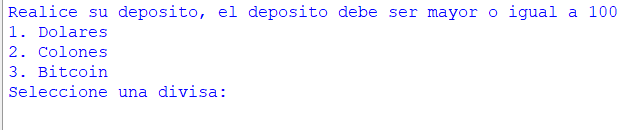 Realice su deposito, el deposito debe ser mayor o igual a 100
1. Dolares
2. Colones
3. Bitcoin
Seleccione una divisa: